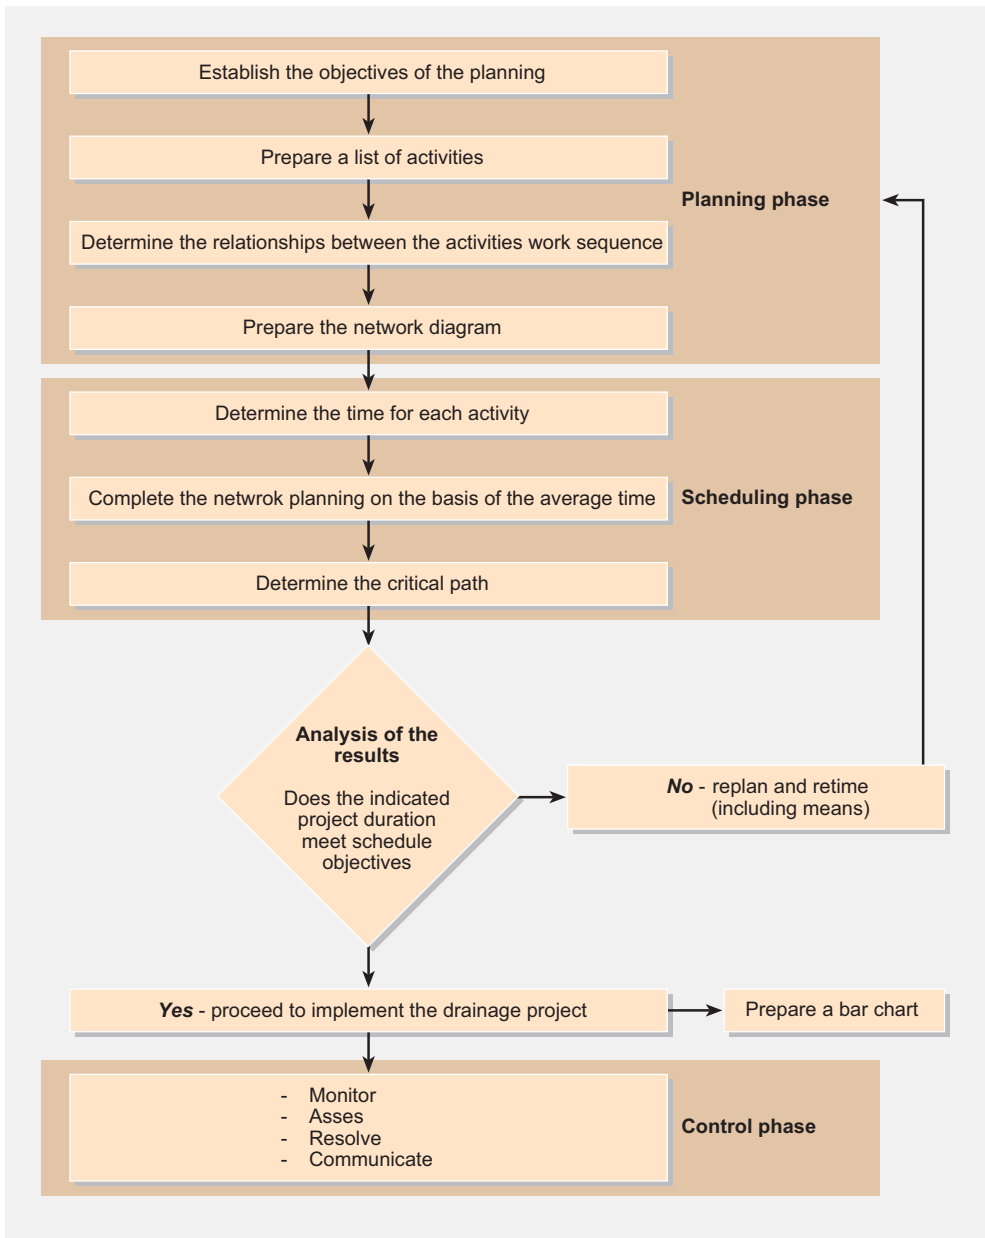 Establish the objectives of the planning
Prepare a list of activities
Planning phase
Determine the relationships between the activities work sequence
Prepare the network diagram
Determine the time for each activity
Complete the netwrok planning on the basis of the average time
Scheduling phase
Determine the critical path
Analysis of the
results
Does the indicated
project duration
meet schedule
objectives
No - replan and retime
(including means)
Yes - proceed to implement the drainage project
Prepare a bar chart
- Monitor
- Asses
- Resolve
- Communicate
Control phase